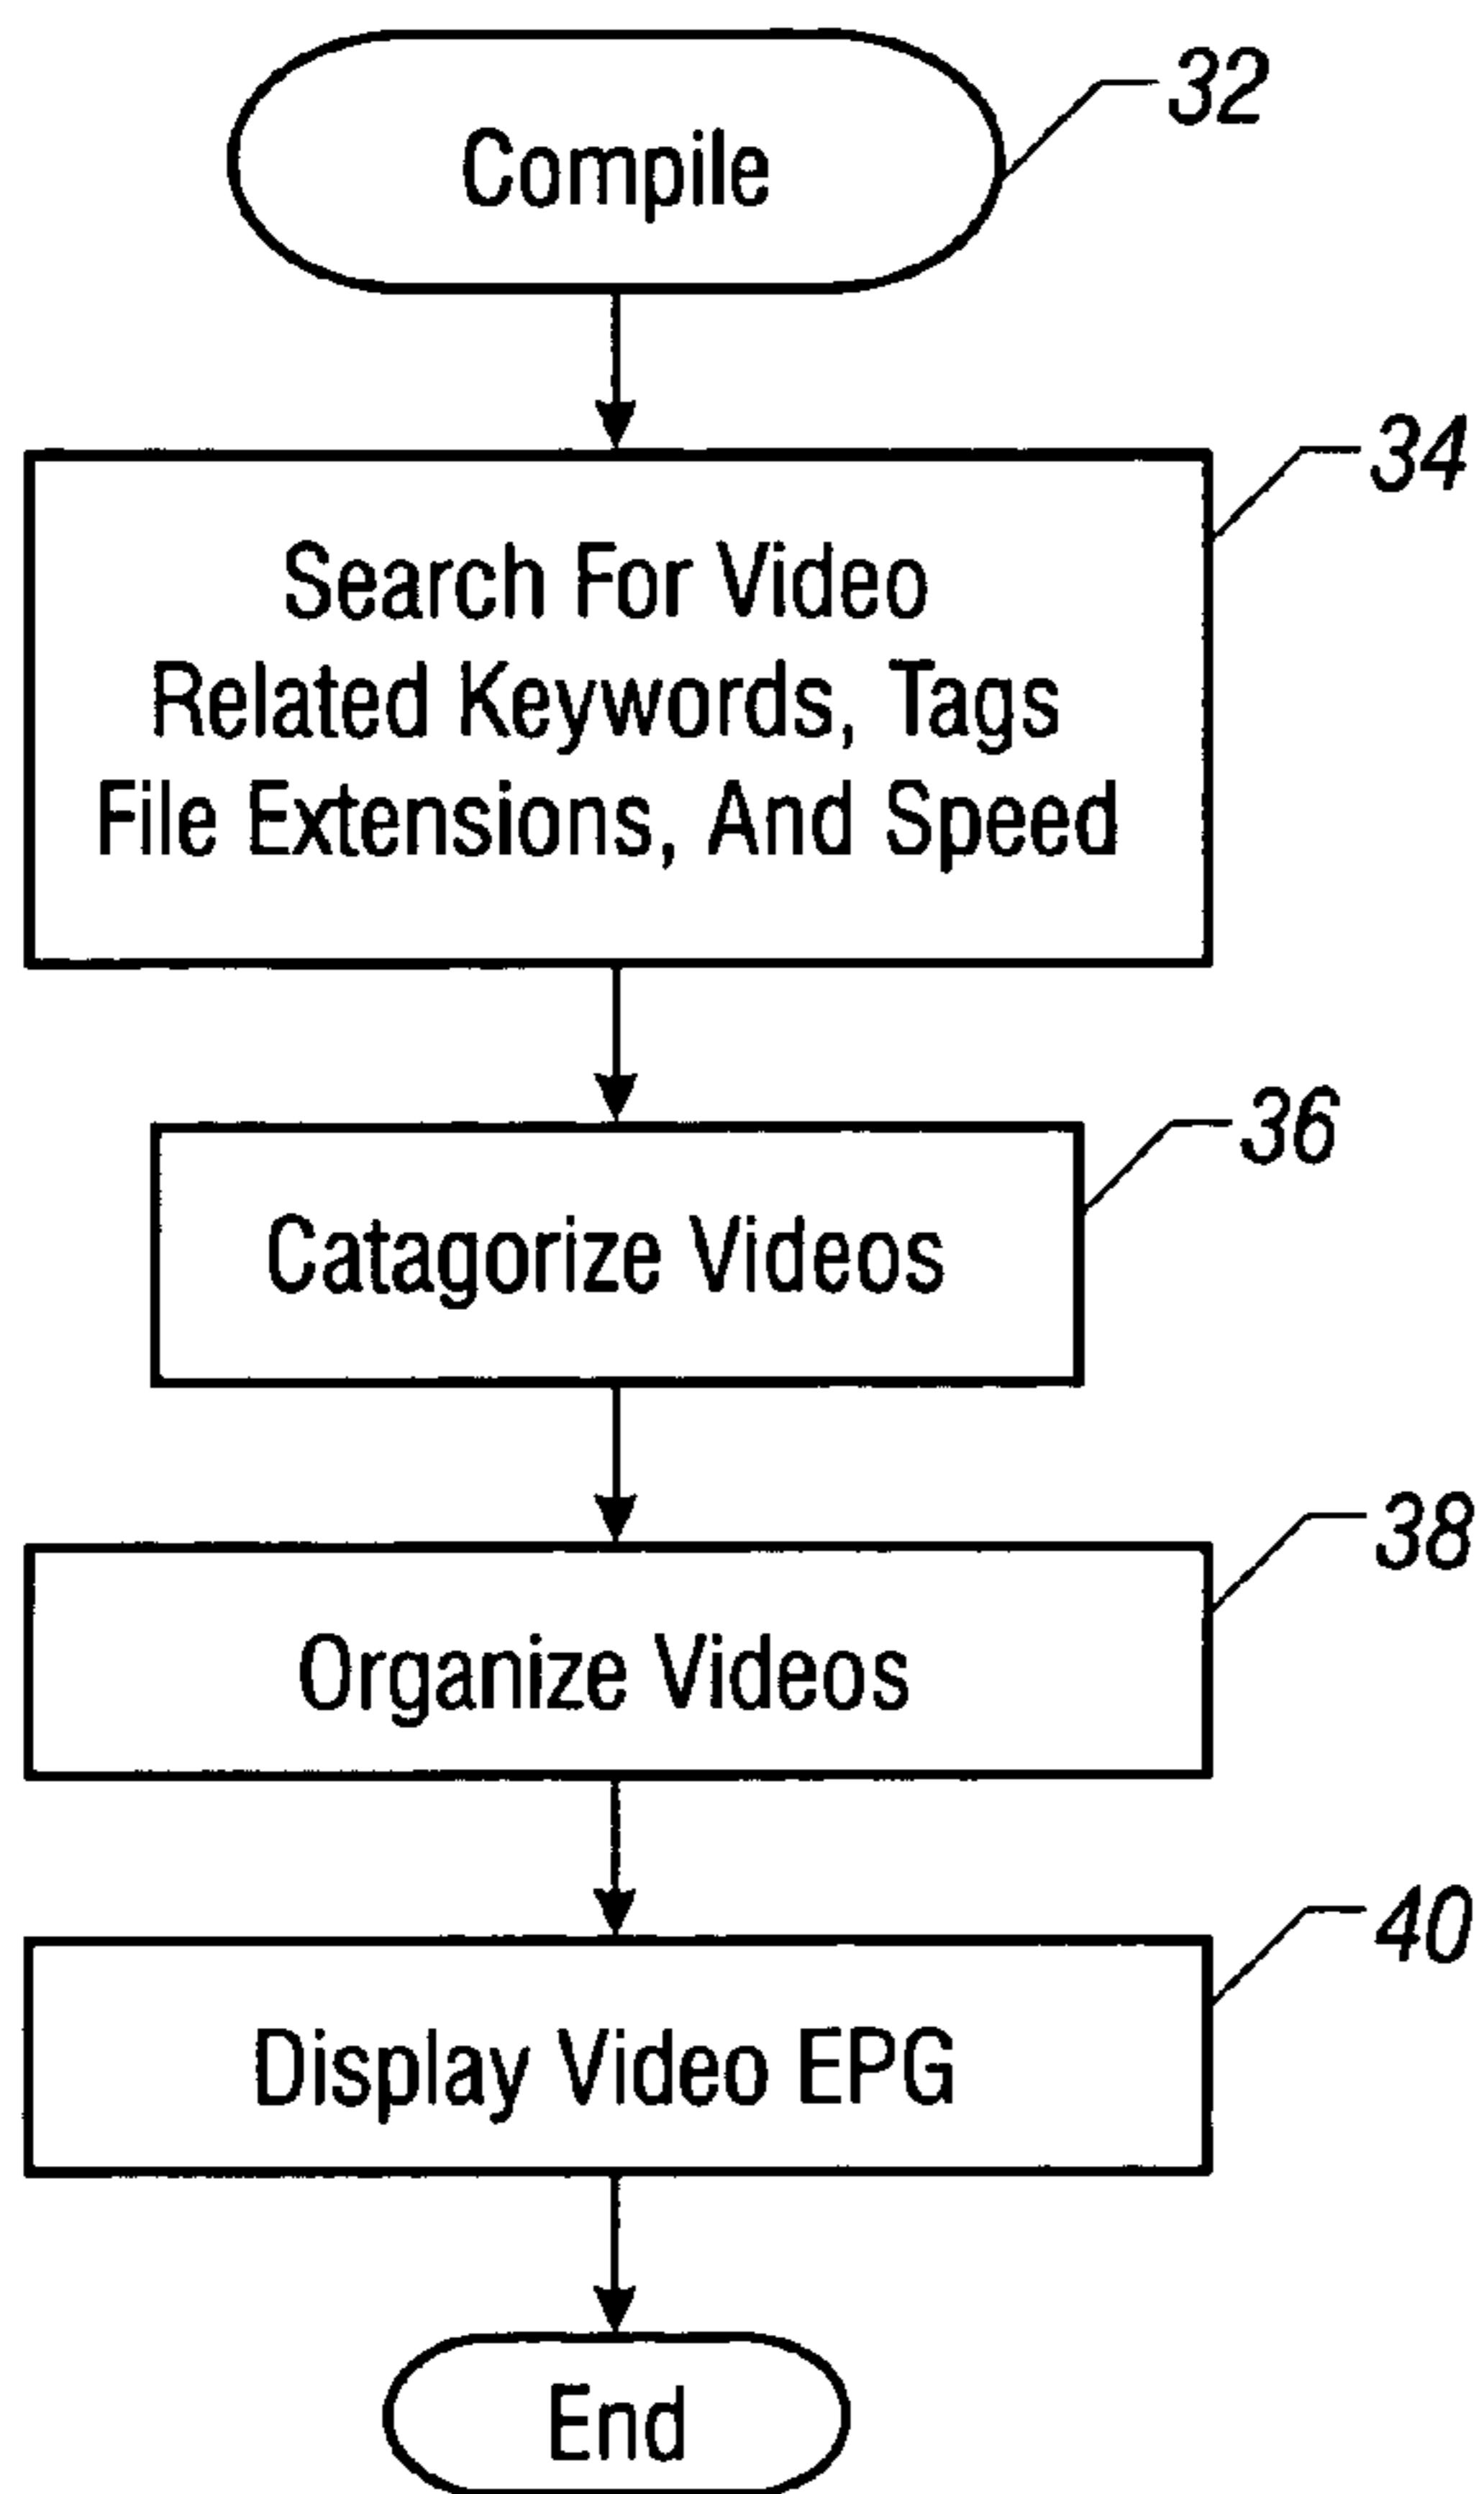 Compile
32
34
Search For Video
Related Keywords, Tags
File Extensions, And Speed
36
Catagorize Videos
38
Organize Videos
40
Display Video EPG
End